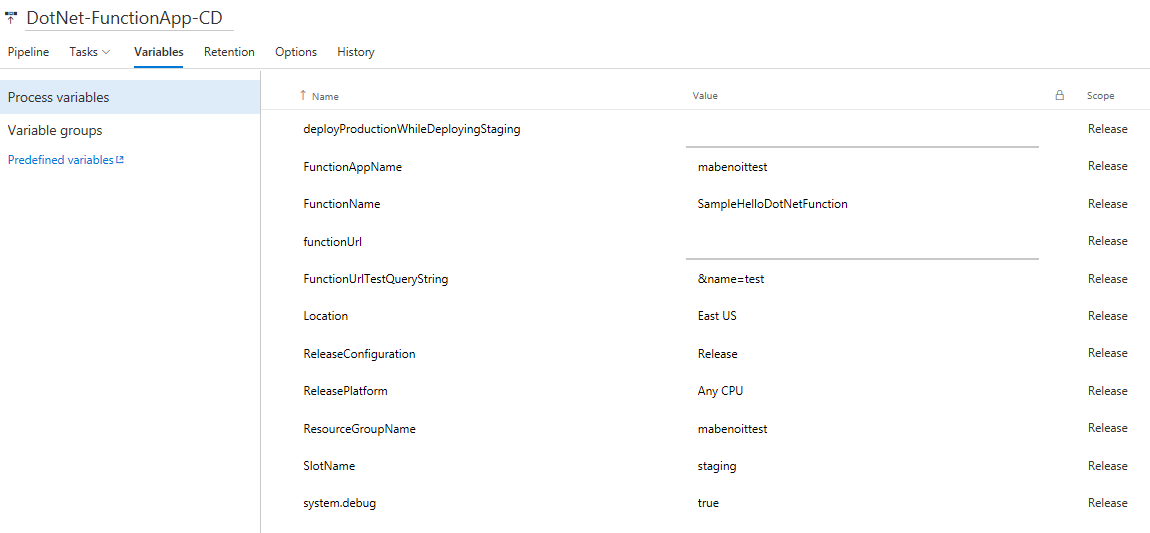 DotNet-FunctionApp-CD
Pipeline Tasks Variables Retention Options History
Process variables
Variable groups
Predefined variables
Name Value Scope
deployProductionWhileDeployingStaging Release
FunctionAppName mabenoittest Release
FunctionName SampleHelloDotNetFunction Release
functionUrl Release
FunctionUrlTestQueryString &name=test Release
Location East US Release
ReleaseConfiguration Release Release
ReleasePlatform Any CPU Release
ResourceGroupName mabenoittest Release
SlotName staging Release
system.debug true Release